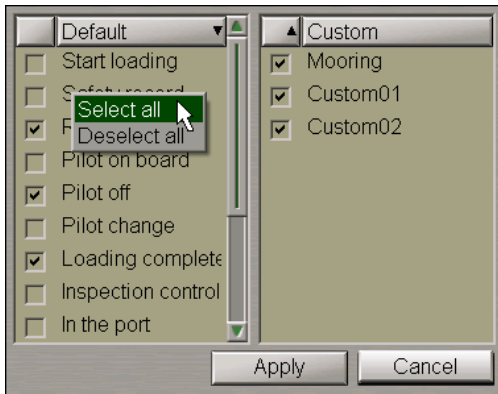 Default
Start loading
Select all
Deselect all
Pilot on board
Pilot off
Pilot change
Loading complete
Inspection control
In the port
Custom
Mooring
Custom01
Custom02
Apply
Cancel